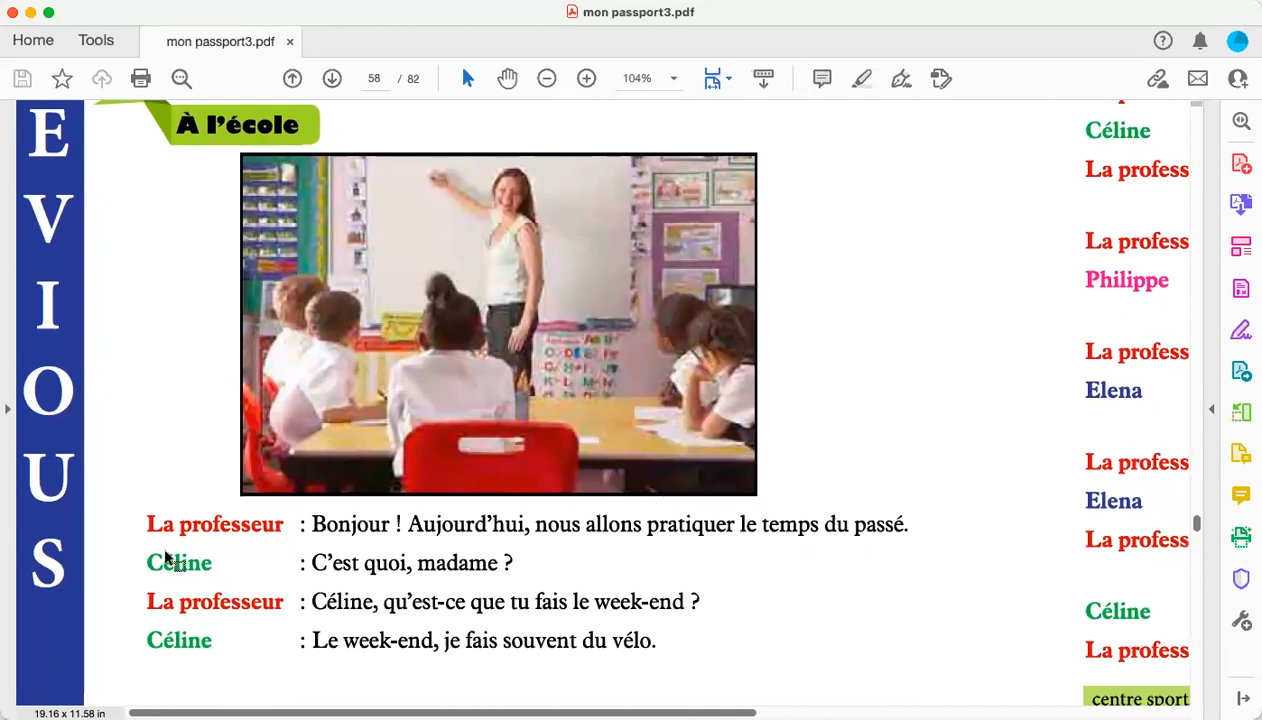 mon passport3.pdf
Home
Tools
mon passport3.pdf
58 / 82
104%
E
V
I
O
U
S
À l'école
La professeur : Bonjour ! Aujourd'hui, nous allons pratiquer le temps du passé.
Céline : C'est quoi, madame ?
La professeur : Céline, qu'est-ce que tu fais le week-end ?
Céline : Le week-end, je fais souvent du vélo.
Céline
La profess
La profess
Philippe
La profess
Elena
La profess
Elena
La profess
Céline
La profess
centre sport
19.16 x 11.58 in